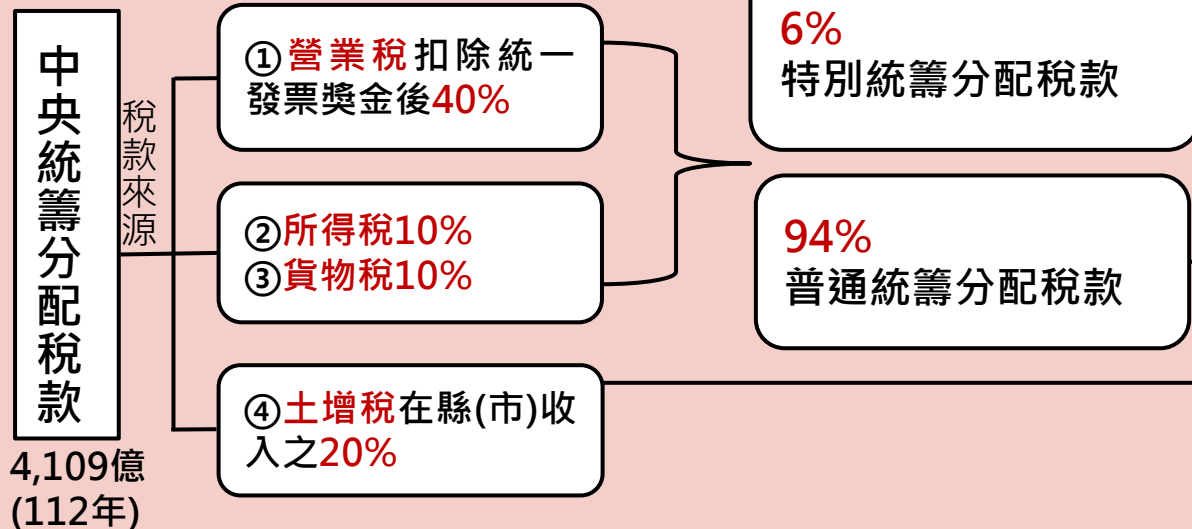 中央統籌分配稅款
4,109億
(112年)
稅款來源
①營業稅扣除統一
發票獎金後40%
②所得稅10%
③貨物稅10%
④土增稅在縣(市)收
入之20%
6%
特別統籌分配稅款
94%
普通統籌分配稅款